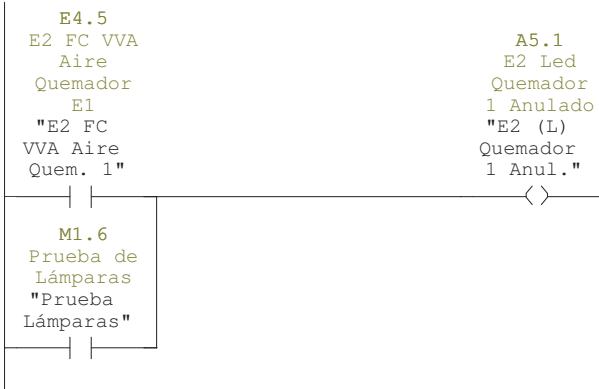 E4.5
E2 FC VVA
Aire
Quemador
E1
"E2 FC
VVA Aire
Quem. 1"
A5.1
E2 Led
Quemador
1 Anulado
"E2 (L)
Quemador
1 Anul."
M1.6
Prueba de
Lámparas
"Prueba
Lámparas"